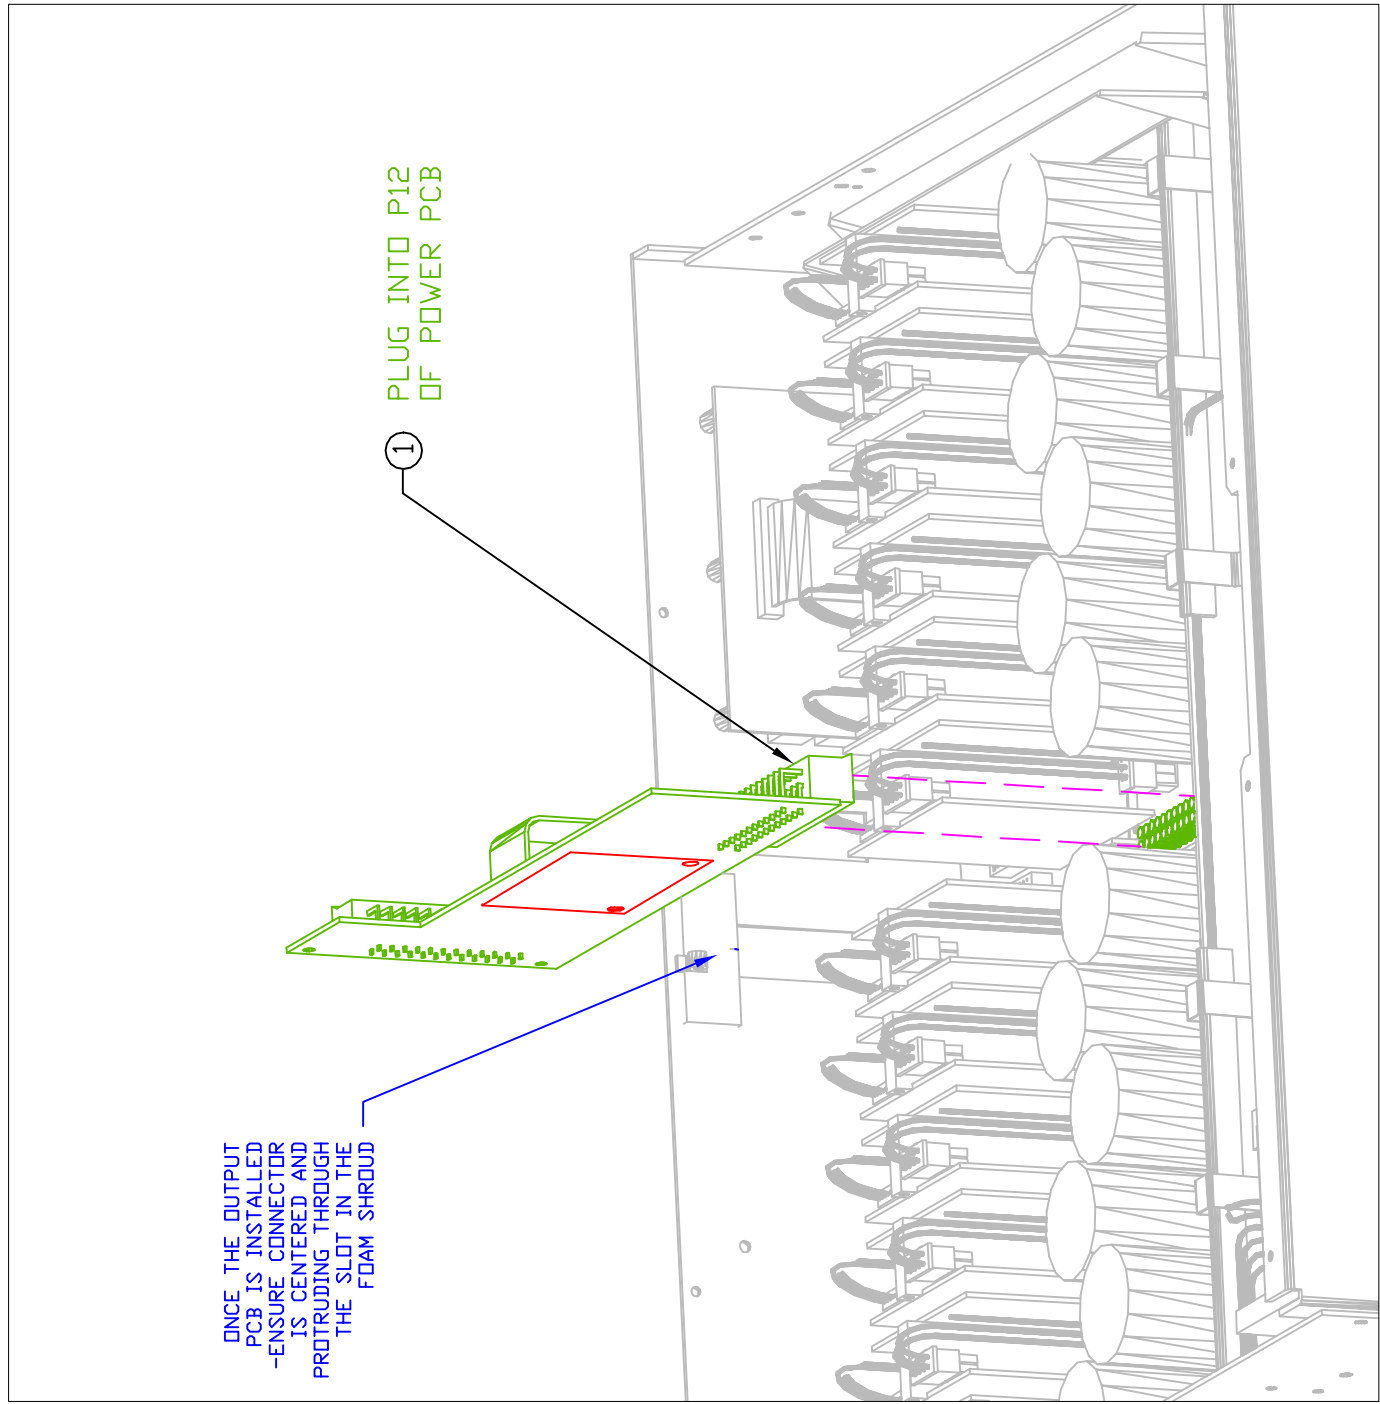 PLUG INTO P12
OF POWER PCB
1
ONCE THE OUTPUT
PCB IS INSTALLED
-ENSURE CONNECTOR
IS CENTERED AND
PROTRUDING THROUGH
THE SLOT IN THE
FOAM SHROUD